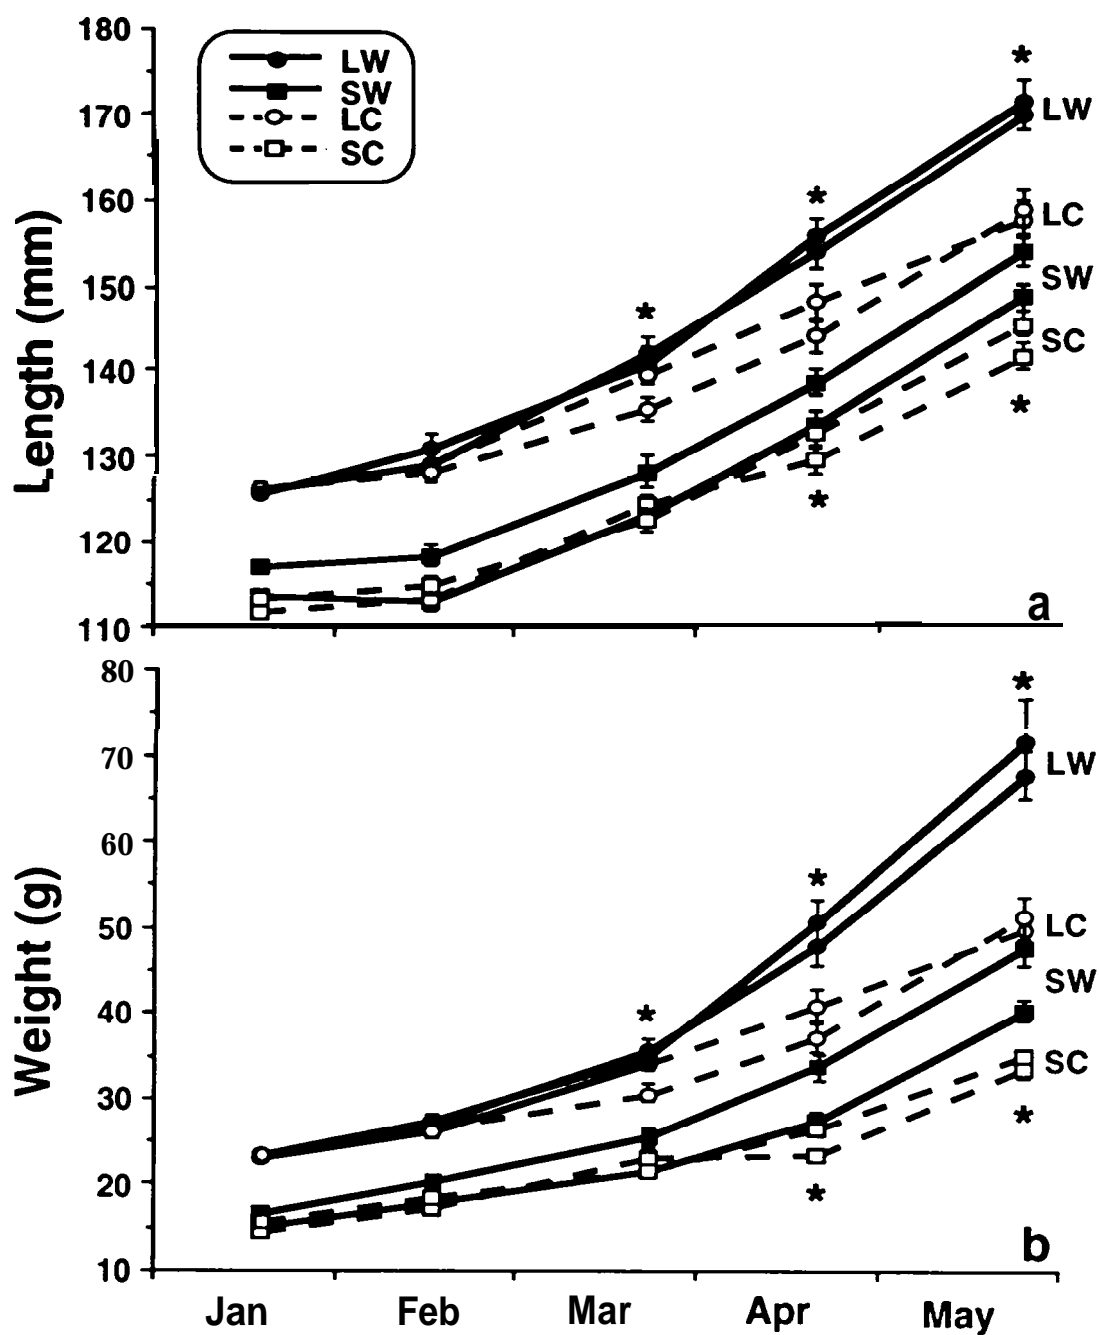 180
170
160
150
140
130
120
110
Length (mm)
LW
SW
LC
SC
*
*
*
LW
LC
SW
SC
*
*
a
80
70
60
50
40
30
20
10
Weight (g)
*
*
*
LW
LC
SW
SC
*
*
b
Jan Feb Mar Apr May